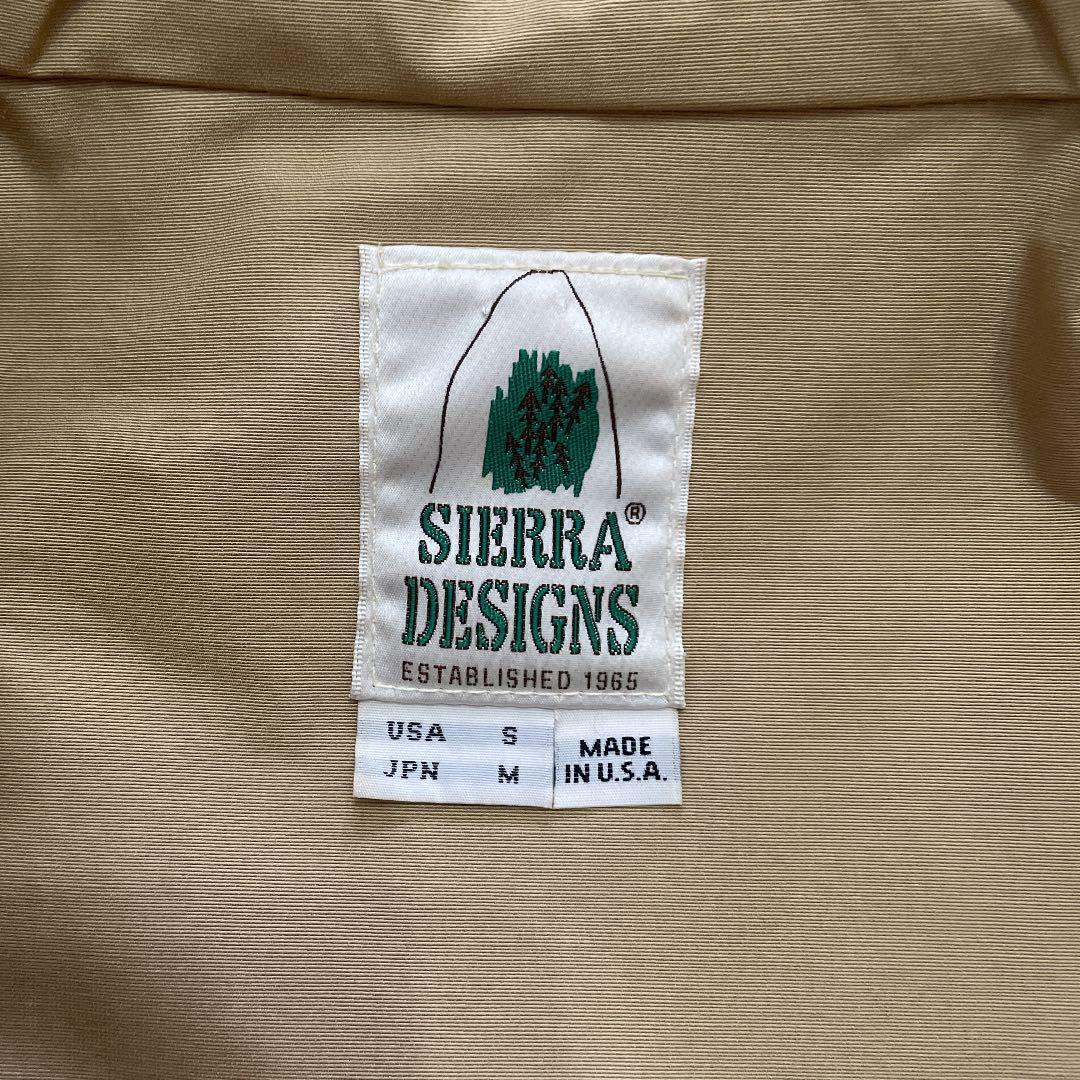 SIERRA®
DESIGNS
ESTABLISHED 1965
USA S
JPN M
MADE
IN U.S.A.